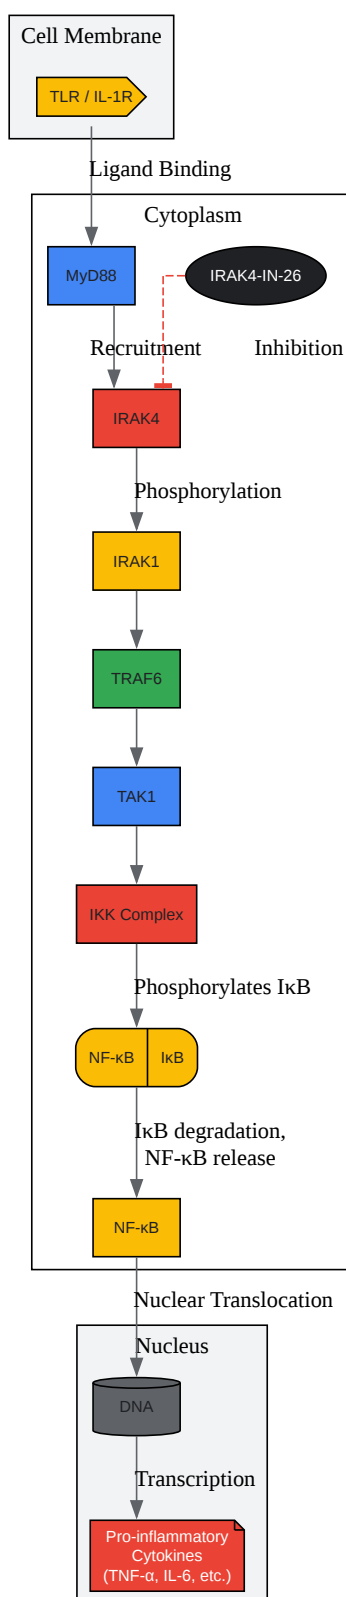 Cell Membrane
TLR / IL-1R
Ligand Binding
Cytoplasm
MyD88
IRAK4-IN-26
Recruitment
Inhibition
IRAK4
Phosphorylation
IRAK1
TRAF6
TAK1
IKK Complex
Phosphorylates IκB
NF-κB
IκB
IκB degradation,
NF-κB release
NF-κB
Nuclear Translocation
Nucleus
DNA
Transcription
Pro-inflammatory
Cytokines
(TNF-α, IL-6, etc.)